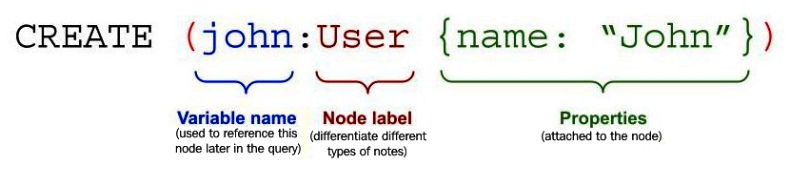 CREATE (john:User {name: “John”})
Variable name
(used to reference this
node later in the query)
Node label
(differentiate different
types of notes)
Properties
(attached to the node)